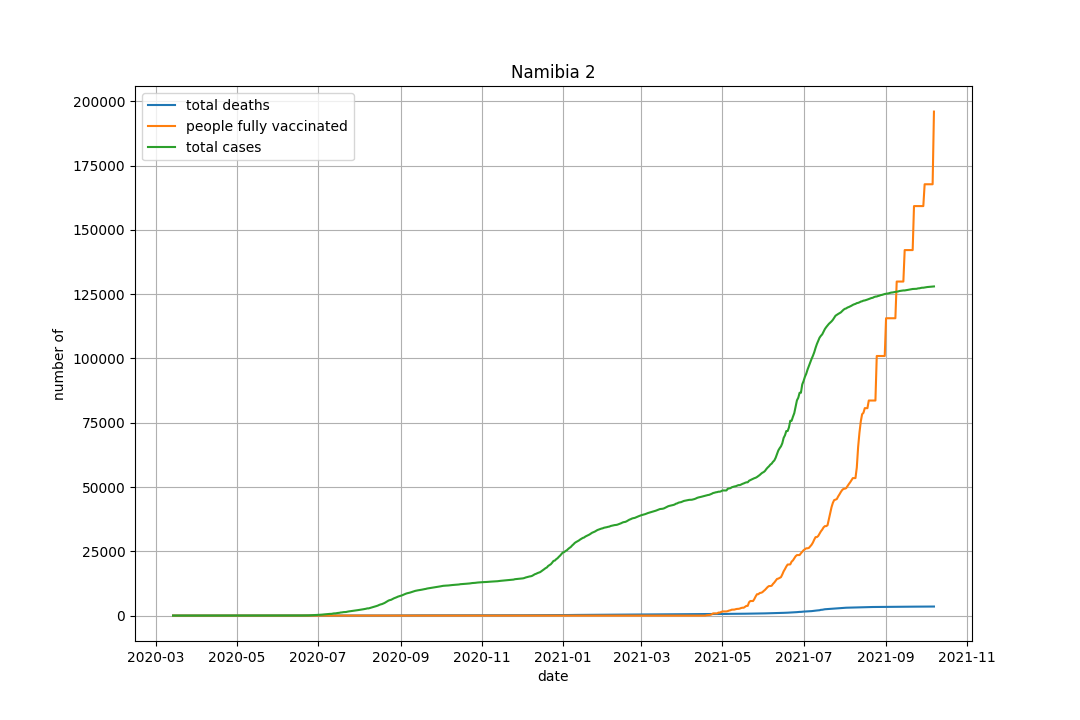 Namibia 2
total deaths
people fully vaccinated
total cases
number of
200000
175000
150000
125000
100000
75000
50000
25000
0
2020-03 2020-05 2020-07 2020-09 2020-11 2021-01 2021-03 2021-05 2021-07 2021-09 2021-11
date